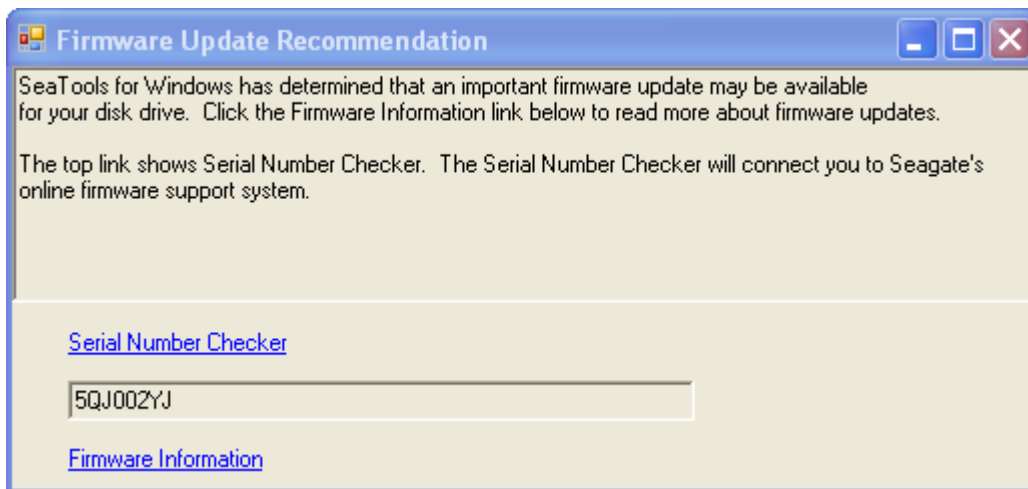 Firmware Update Recommendation
SeaTools for Windows has determined that an important firmware update may be available
for your disk drive.  Click the Firmware Information link below to read more about firmware updates.
The top link shows Serial Number Checker.  The Serial Number Checker will connect you to Seagate's
online firmware support system.
Serial Number Checker
5QJ002YJ
Firmware Information